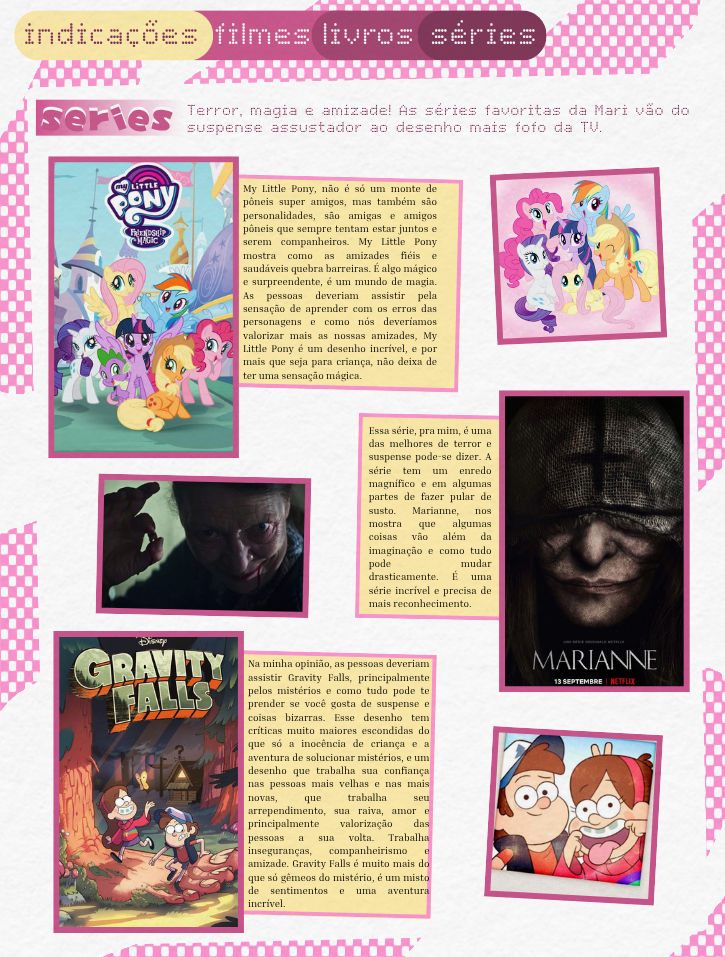 indicações filmes livros séries
series
Terror, magia e amizade! As séries favoritas da Mari vão do
suspense assustador ao desenho mais fofo da TV.
my LiTTLE
PONY
FRiENDSHiP
iS
MAGiC
My Little Pony, não é só um monte de
pôneis super amigos, mas também são
personalidades, são amigas e amigos
pôneis que sempre tentam estar juntos e
serem companheiros. My Little Pony
mostra como as amizades fiéis e
saudáveis quebra barreiras. É algo mágico
e surpreendente, é um mundo de magia.
As pessoas deveriam assistir pela
sensação de aprender com os erros das
personagens e como nós deveríamos
valorizar mais as nossas amizades, My
Little Pony é um desenho incrível, e por
mais que seja para criança, não deixa de
ter uma sensação mágica.
Essa série, pra mim, é uma
das melhores de terror e
suspense pode-se dizer. A
série tem um enredo
magnífico e em algumas
partes de fazer pular de
susto. Marianne, nos
mostra que algumas
coisas vão além da
imaginação e como tudo
pode mudar
drasticamente. É uma
série incrível e precisa de
mais reconhecimento.
UNE SÉRIE ORIGINALE NETFLIX
MARIANNE
13 SEPTEMBRE | NETFLIX
Disney
GRAVITY
FALLS
Na minha opinião, as pessoas deveriam
assistir Gravity Falls, principalmente
pelos mistérios e como tudo pode te
prender se você gosta de suspense e
coisas bizarras. Esse desenho tem
críticas muito maiores escondidas do
que só a inocência de criança e a
aventura de solucionar mistérios, e um
desenho que trabalha sua confiança
nas pessoas mais velhas e nas mais
novas, que trabalha seu
arrependimento, sua raiva, amor e
principalmente valorização das
pessoas a sua volta. Trabalha
inseguranças, companheirismo e
amizade. Gravity Falls é muito mais do
que só gêmeos do mistério, é um misto
de sentimentos e uma aventura
incrível.